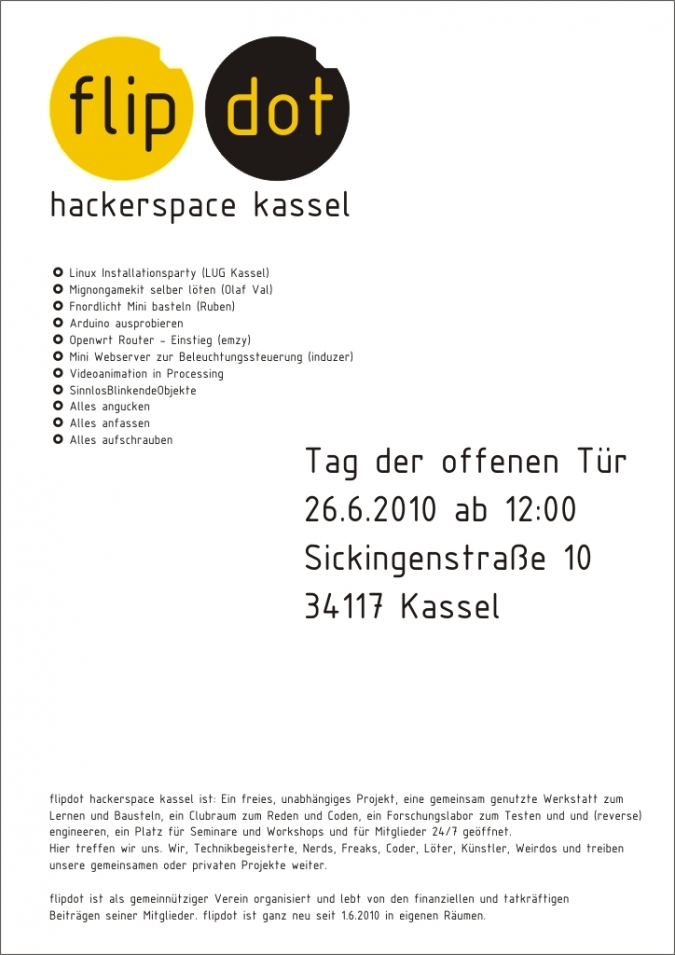 flip dot
hackerspace kassel
Linux Installationsparty (LUG Kassel)
Mignongamekit selber löten (Olaf Val)
Fnordlicht Mini basteln (Ruben)
Arduino ausprobieren
Openwrt Router - Einstieg (emzy)
Mini Webserver zur Beleuchtungssteuerung (induzer)
Videoanimation in Processing
SinnlosBlinkendeObjekte
Alles angucken
Alles anfassen
Alles aufschrauben
Tag der offenen Tür
26.6.2010 ab 12:00
Sickingenstraße 10
34117 Kassel
flipdot hackerspace kassel ist: Ein freies, unabhängiges Projekt, eine gemeinsam genutzte Werkstatt zum
Lernen und Bausteln, ein Clubraum zum Reden und Coden, ein Forschungslabor zum Testen und und (reverse)
engineeren, ein Platz für Seminare und Workshops und für Mitglieder 24/7 geöffnet.
Hier treffen wir uns. Wir, Technikbegeisterte, Nerds, Freaks, Coder, Löter, Künstler, Weirdos und treiben
unsere gemeinsamen oder privaten Projekte weiter.
flipdot ist als gemeinnütziger Verein organisiert und lebt von den finanziellen und tatkräftigen
Beiträgen seiner Mitglieder. flipdot ist ganz neu seit 1.6.2010 in eigenen Räumen.